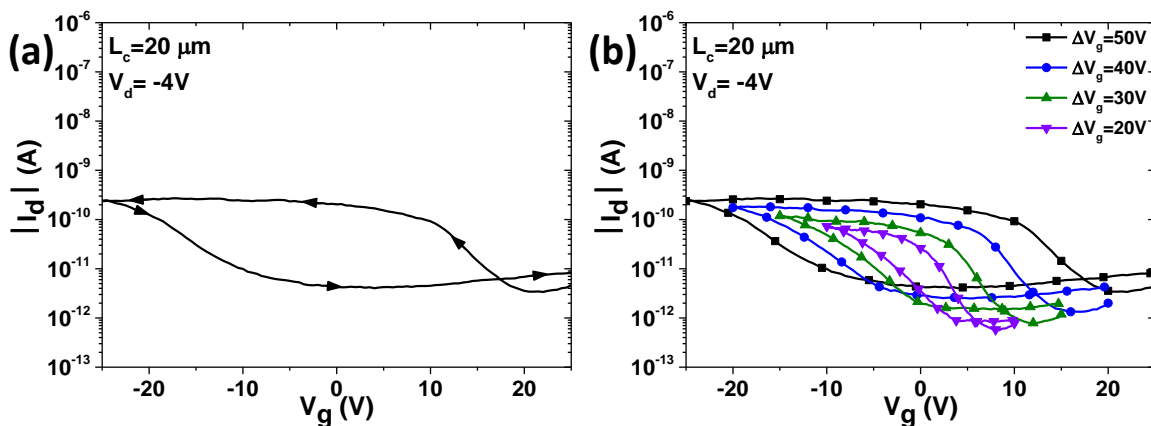 (a)
L_c=20 μm
V_d= -4V
10^-6
10^-7
10^-8
10^-9
10^-10
10^-11
10^-12
10^-13
|I_d| (A)
-20
-10
0
10
20
V_g (V)
(b)
L_c=20 μm
V_d= -4V
ΔV_g=50V
ΔV_g=40V
ΔV_g=30V
ΔV_g=20V
10^-6
10^-7
10^-8
10^-9
10^-10
10^-11
10^-12
10^-13
|I_d| (A)
-20
-10
0
10
20
V_g (V)